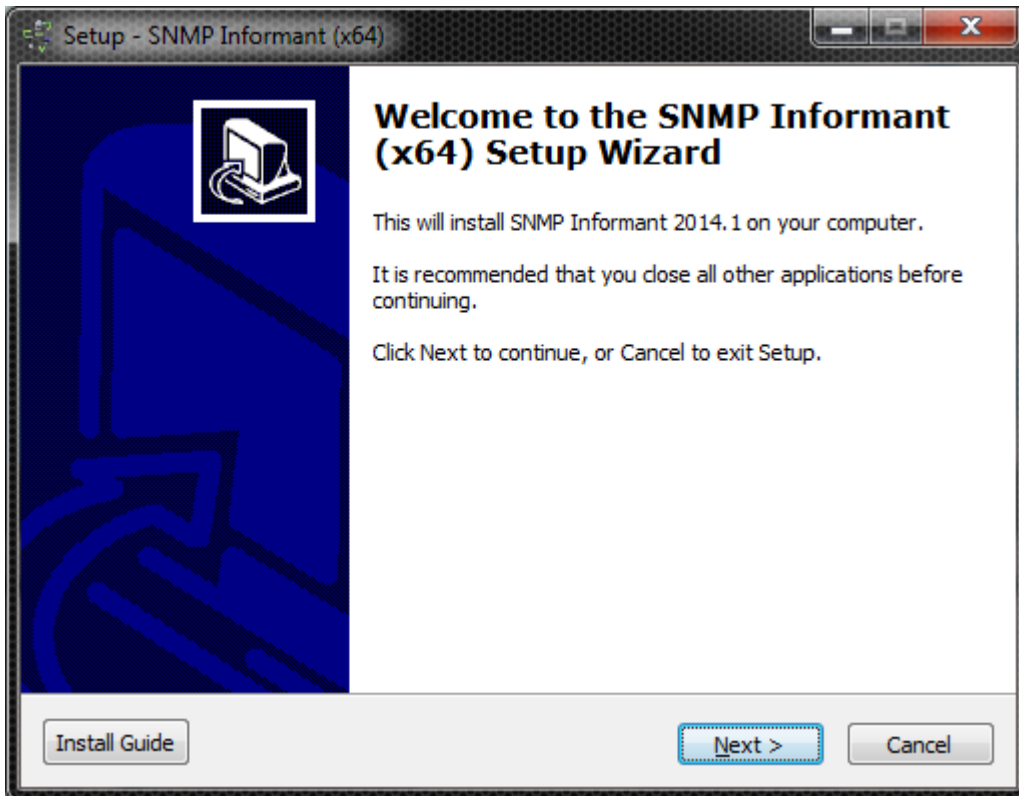 Setup - SNMP Informant (x64)
Welcome to the SNMP Informant
(x64) Setup Wizard
This will install SNMP Informant 2014.1 on your computer.
It is recommended that you close all other applications before
continuing.
Click Next to continue, or Cancel to exit Setup.
Install Guide
Next >
Cancel